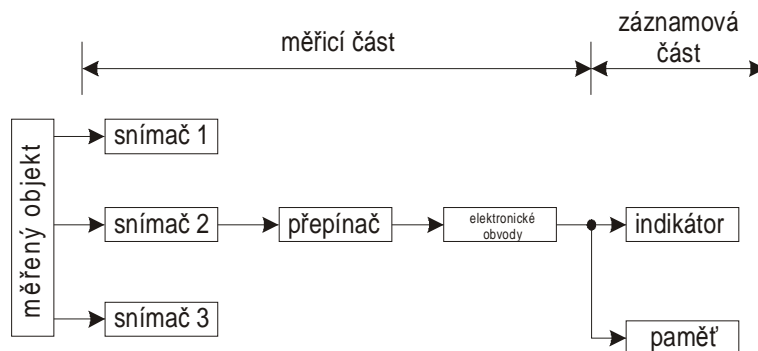 měřicí část
záznamová
část
měřený objekt
snímač 1
snímač 2
přepínač
elektronické
obvody
indikátor
snímač 3
paměť